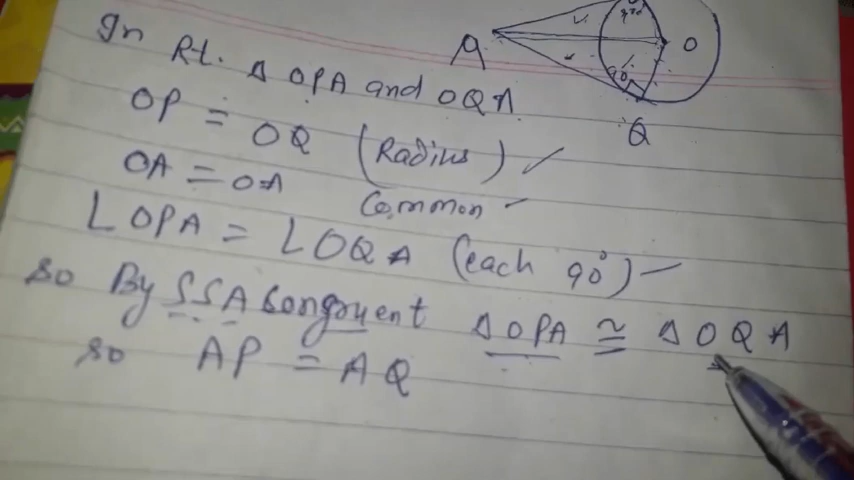 In Rt. Δ OPA and OQA
OP = OQ (Radius) ✓
OA = OA Common
∠OPA = ∠OQA (each 90°)
so By SSA Congruent Δ OPA ≅ Δ OQA
so AP = AQ
A
O
Q
90°